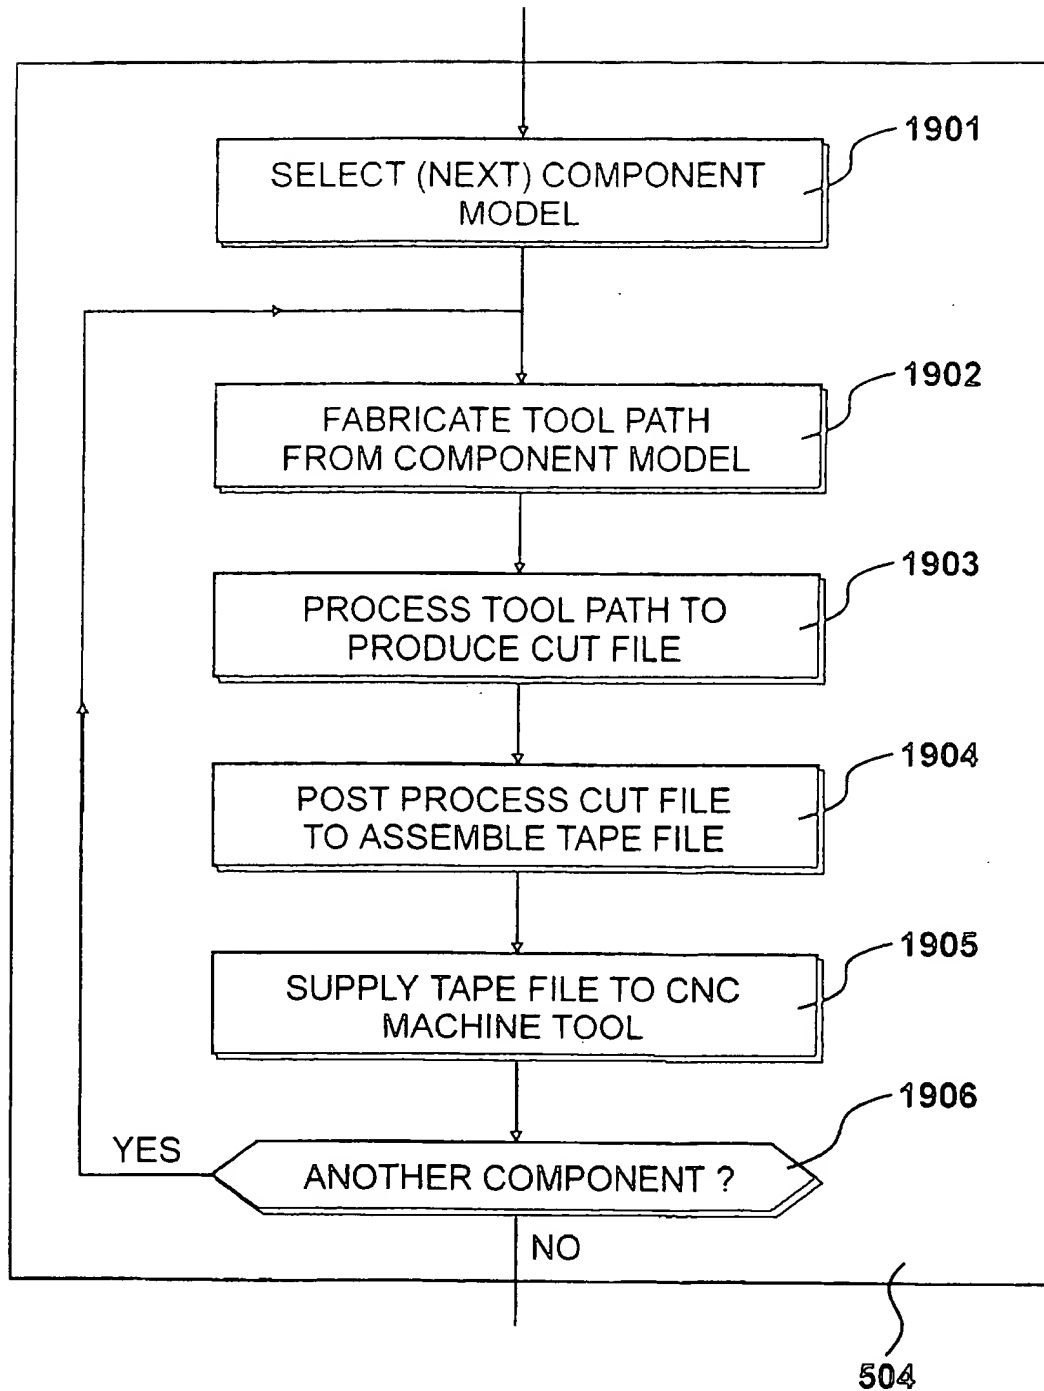 1901
SELECT (NEXT) COMPONENT
MODEL
1902
FABRICATE TOOL PATH
FROM COMPONENT MODEL
1903
PROCESS TOOL PATH TO
PRODUCE CUT FILE
1904
POST PROCESS CUT FILE
TO ASSEMBLE TAPE FILE
1905
SUPPLY TAPE FILE TO CNC
MACHINE TOOL
1906
YES
ANOTHER COMPONENT ?
NO
504